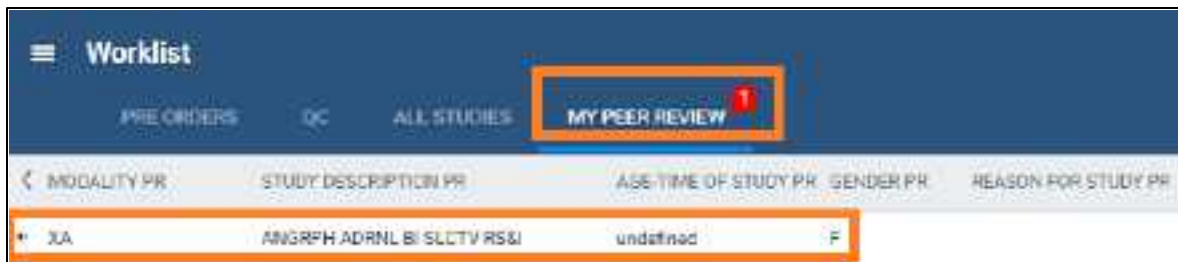 Worklist
PRE ORDERS QC ALL STUDIES MY PEER REVIEW 1
MODALITY PR STUDY DESCRIPTION PR AGE-TIME OF STUDY PR GENDER PR REASON FOR STUDY PR
XA ANGRPH ADRNL BI SLCTV RS&I undefined F